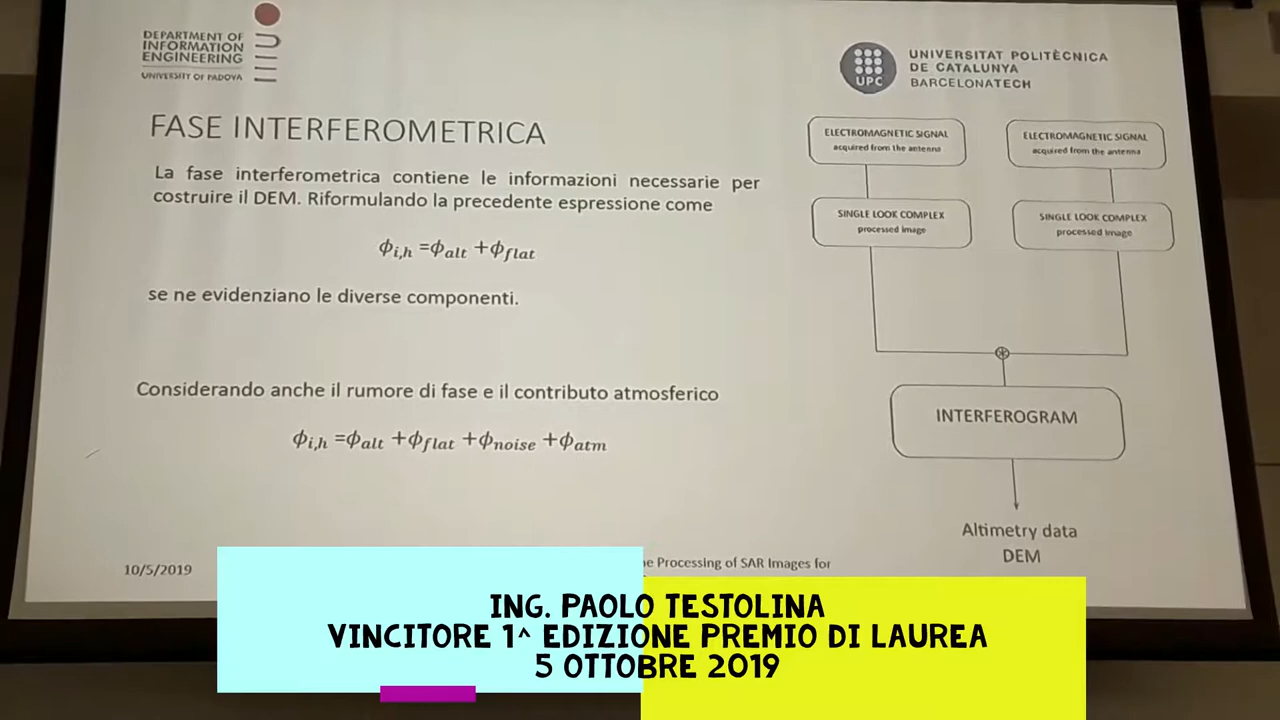 DEPARTMENT OF
INFORMATION
ENGINEERING
UNIVERSITY OF PADOVA
UPC
UNIVERSITAT POLITÈCNICA
DE CATALUNYA
BARCELONATECH
FASE INTERFEROMETRICA
La fase interferometrica contiene le informazioni necessarie per
costruire il DEM. Riformulando la precedente espressione come
ϕi,h =ϕalt +ϕflat
se ne evidenziano le diverse componenti.
Considerando anche il rumore di fase e il contributo atmosferico
ϕi,h =ϕalt +ϕflat +ϕnoise +ϕatm
ELECTROMAGNETIC SIGNAL
acquired from the antenna
ELECTROMAGNETIC SIGNAL
acquired from the antenna
SINGLE LOOK COMPLEX
processed image
SINGLE LOOK COMPLEX
processed image
INTERFEROGRAM
Altimetry data
DEM
10/5/2019
Processing of SAR Images for
ING. PAOLO TESTOLINA
VINCITORE 1^ EDIZIONE PREMIO DI LAUREA
5 OTTOBRE 2019